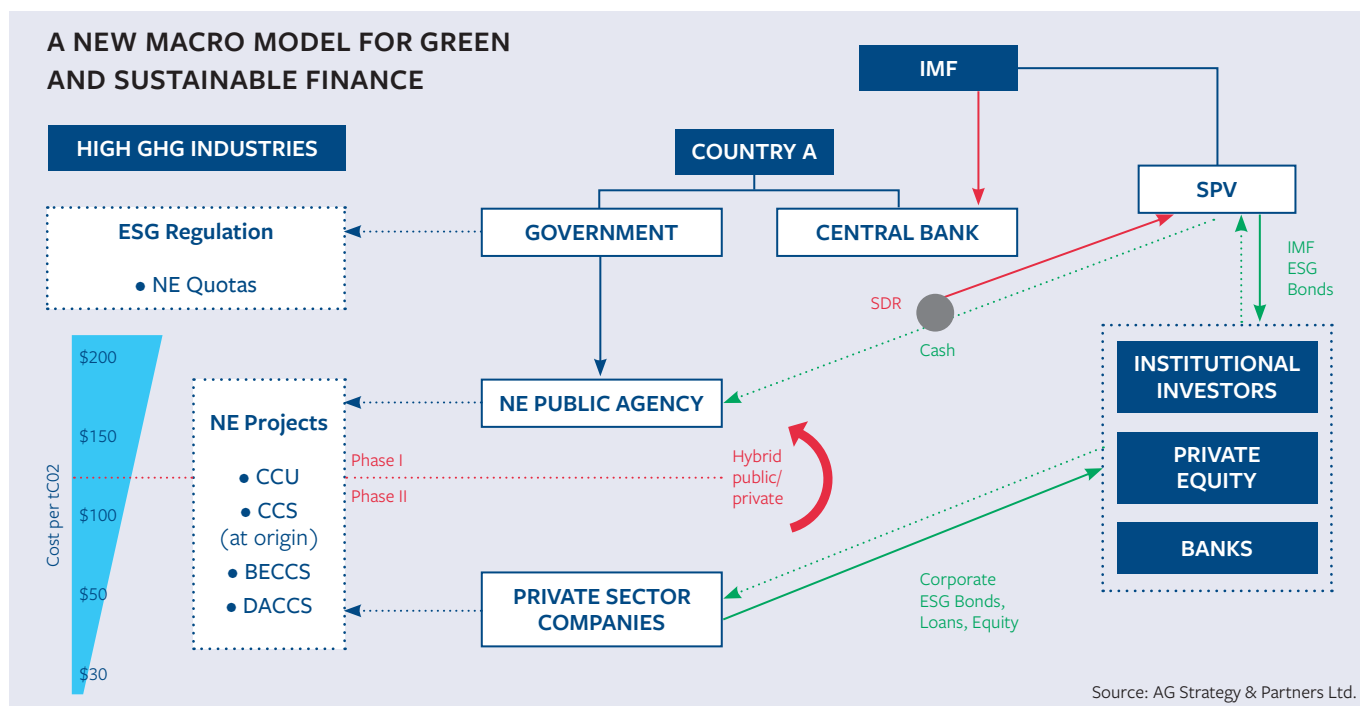 A NEW MACRO MODEL FOR GREEN
AND SUSTAINABLE FINANCE
IMF
HIGH GHG INDUSTRIES
COUNTRY A
SPV
ESG Regulation
• NE Quotas
GOVERNMENT
CENTRAL BANK
IMF
ESG
Bonds
SDR
Cash
$200
$150
$100
$50
$30
Cost per tC02
NE Projects
• CCU
• CCS
(at origin)
• BECCS
• DACCS
NE PUBLIC AGENCY
Phase I
Phase II
Hybrid
public/
private
INSTITUTIONAL
INVESTORS
PRIVATE
EQUITY
BANKS
PRIVATE SECTOR
COMPANIES
Corporate
ESG Bonds,
Loans, Equity
Source: AG Strategy & Partners Ltd.